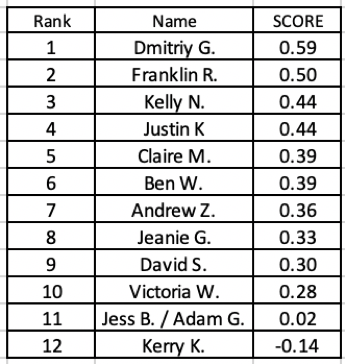 Rank Name SCORE
1 Dmitriy G. 0.59
2 Franklin R. 0.50
3 Kelly N. 0.44
4 Justin K 0.44
5 Claire M. 0.39
6 Ben W. 0.39
7 Andrew Z. 0.36
8 Jeanie G. 0.33
9 David S. 0.30
10 Victoria W. 0.28
11 Jess B. / Adam G. 0.02
12 Kerry K. -0.14